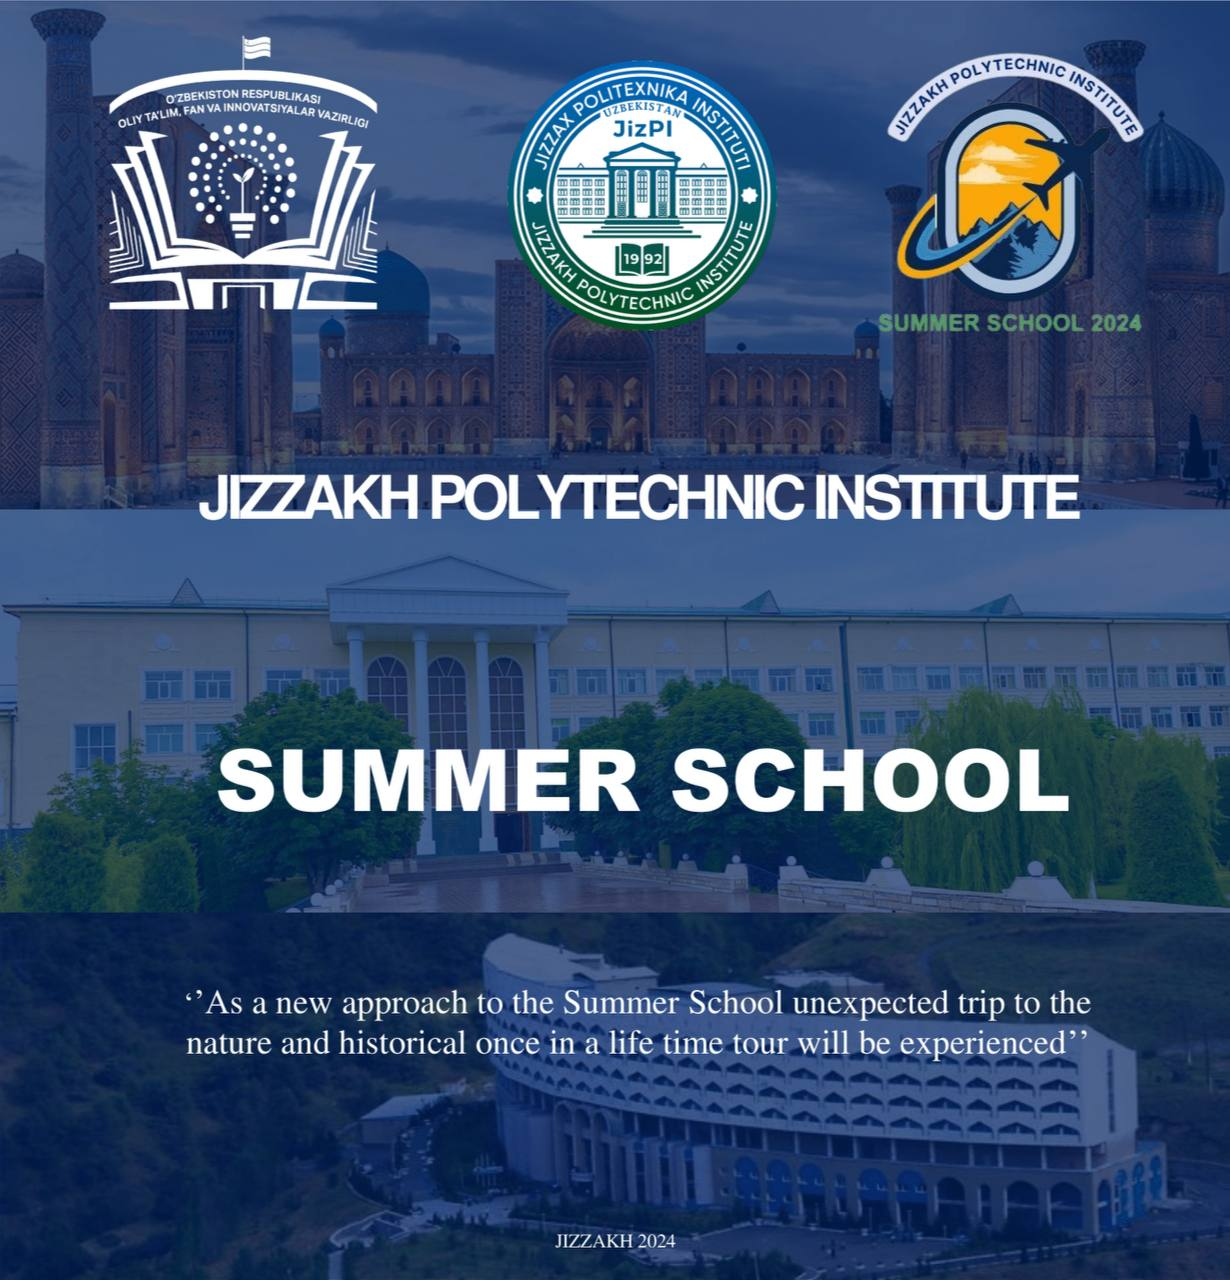 O'ZBEKISTON RESPUBLIKASI
OLIY TA'LIM, FAN VA INNOVATSIYALAR VAZIRLIGI
JIZZAX POLITEXNIKA INSTITUTI
UZBEKISTAN
JizPI
19 92
JIZZAKH POLYTECHNIC INSTITUTE
JIZZAKH POLYTECHNIC INSTITUTE
SUMMER SCHOOL 2024
JIZZAKH POLYTECHNIC INSTITUTE
SUMMER SCHOOL
‘’As a new approach to the Summer School unexpected trip to the
nature and historical once in a life time tour will be experienced’’
JIZZAKH 2024